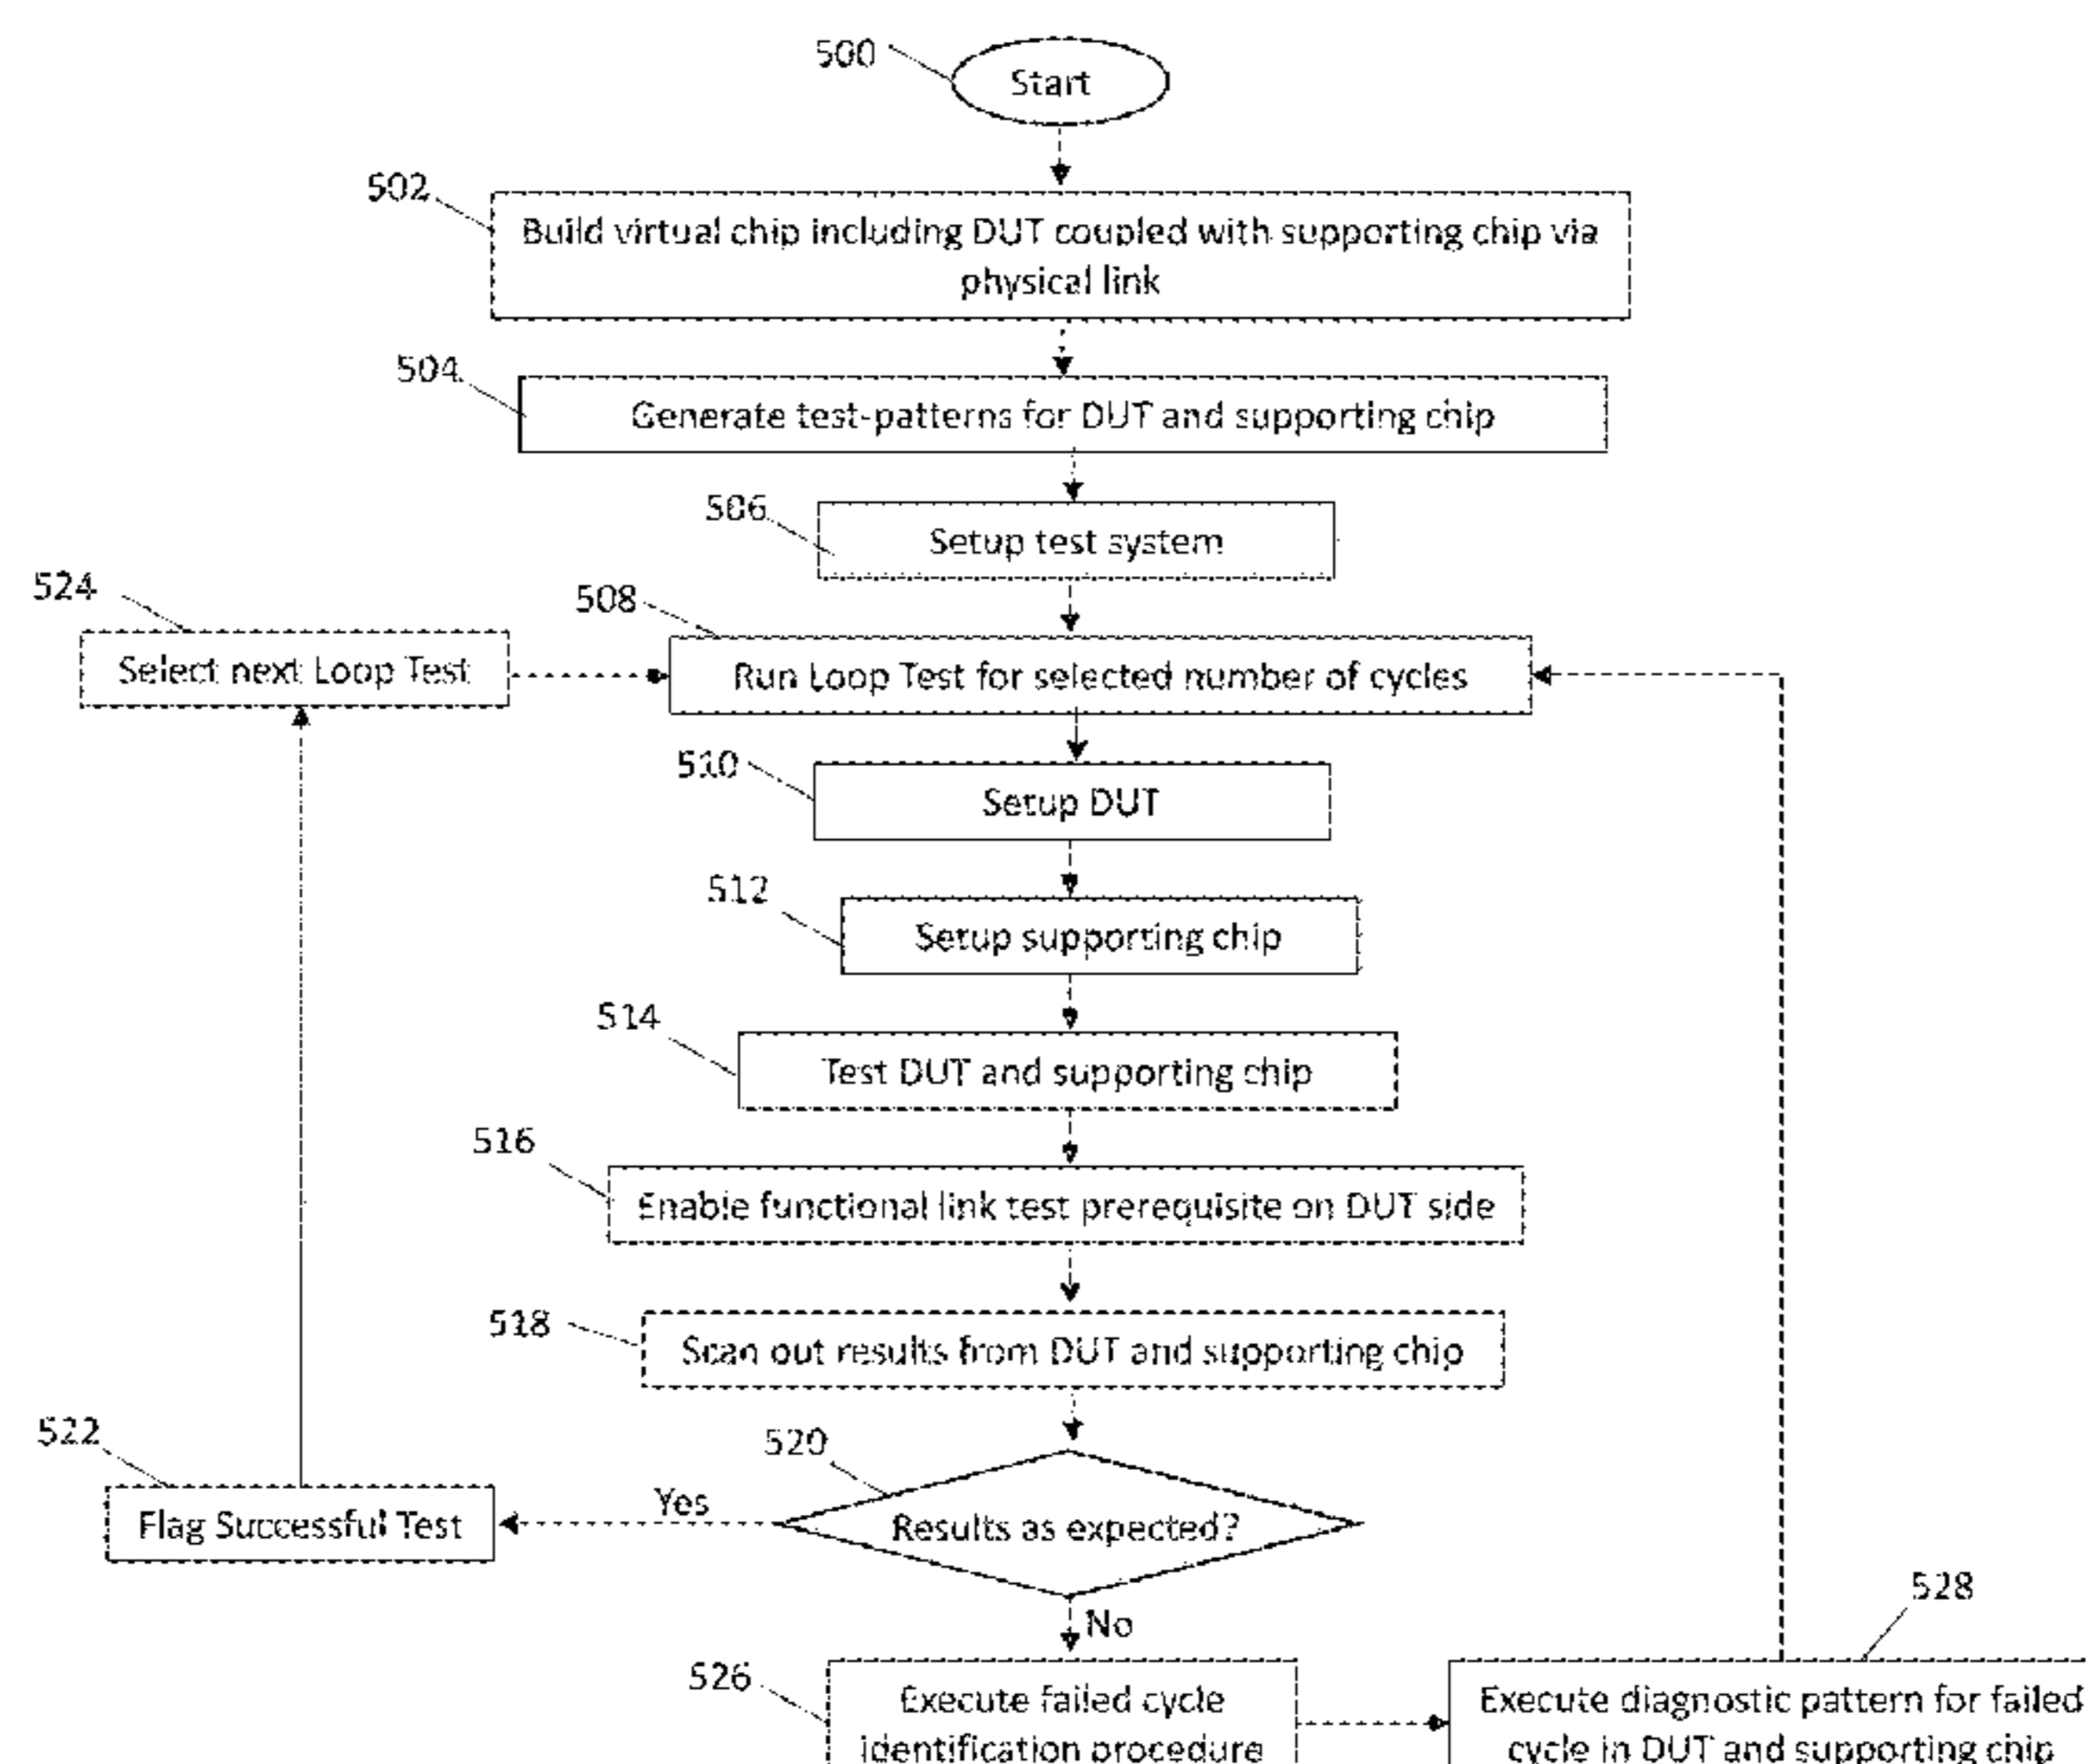 500
Start
502
Build virtual chip including DUT coupled with supporting chip via
physical link
504
Generate test-patterns for DUT and supporting chip
506
Setup test system
524
508
Select next Loop Test
Run Loop Test for selected number of cycles
510
Setup DUT
512
Setup supporting chip
514
Test DUT and supporting chip
516
Enable functional link test prerequisite on DUT side
518
Scan out results from DUT and supporting chip
522
520
Yes
Flag Successful Test
Results as expected?
528
No
526
Execute failed cycle
identification procedure
Execute diagnostic pattern for failed
cycle in DUT and supporting chip